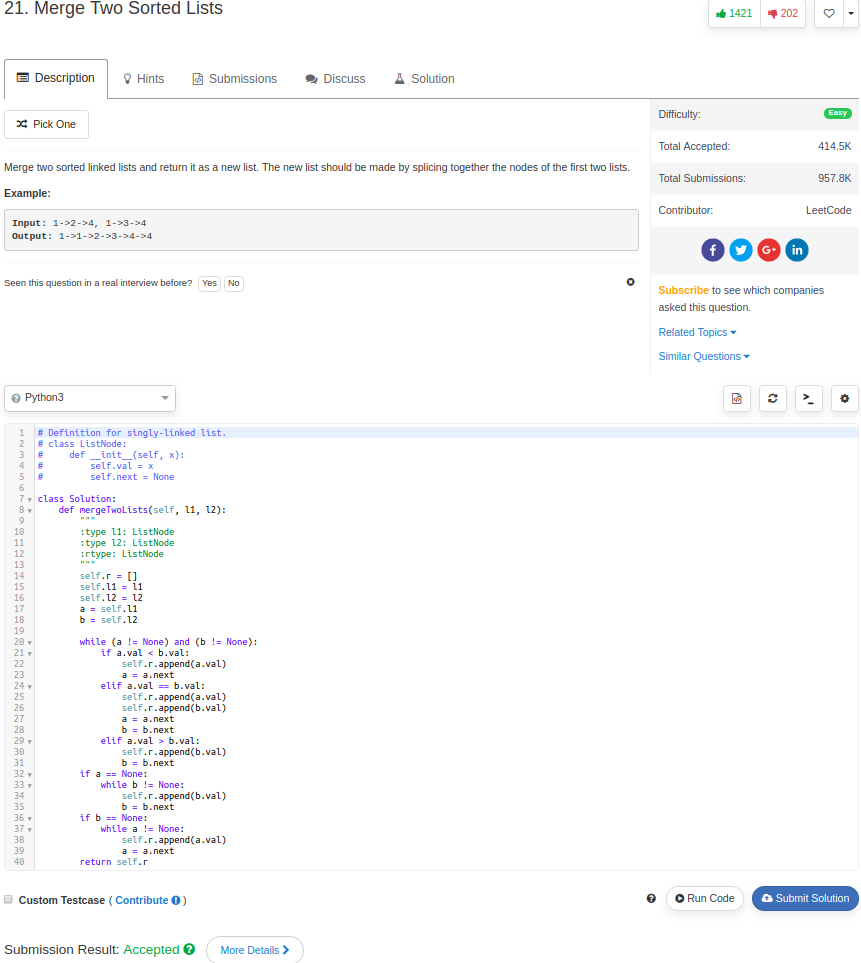 21. Merge Two Sorted Lists
1421 202
Description Hints Submissions Discuss Solution
Pick One
Merge two sorted linked lists and return it as a new list. The new list should be made by splicing together the nodes of the first two lists.
Example:
Input: 1->2->4, 1->3->4
Output: 1->1->2->3->4->4
Seen this question in a real interview before? Yes No
Difficulty: Easy
Total Accepted: 414.5K
Total Submissions: 957.8K
Contributor: LeetCode
f G+ in
Subscribe to see which companies
asked this question.
Related Topics
Similar Questions
Python3
1 # Definition for singly-linked list.
2 # class ListNode:
3 #     def __init__(self, x):
4 #         self.val = x
5 #         self.next = None
6
7 class Solution:
8     def mergeTwoLists(self, l1, l2):
9         """
10         :type l1: ListNode
11         :type l2: ListNode
12         :rtype: ListNode
13         """
14         self.r = []
15         self.l1 = l1
16         self.l2 = l2
17         a = self.l1
18         b = self.l2
19
20         while (a != None) and (b != None):
21             if a.val < b.val:
22                 self.r.append(a.val)
23                 a = a.next
24             elif a.val == b.val:
25                 self.r.append(a.val)
26                 self.r.append(b.val)
27                 a = a.next
28                 b = b.next
29             elif a.val > b.val:
30                 self.r.append(b.val)
31                 b = b.next
32         if a == None:
33             while b != None:
34                 self.r.append(b.val)
35                 b = b.next
36         if b == None:
37             while a != None:
38                 self.r.append(a.val)
39                 a = a.next
40         return self.r
Custom Testcase ( Contribute ) Run Code Submit Solution
Submission Result: Accepted More Details